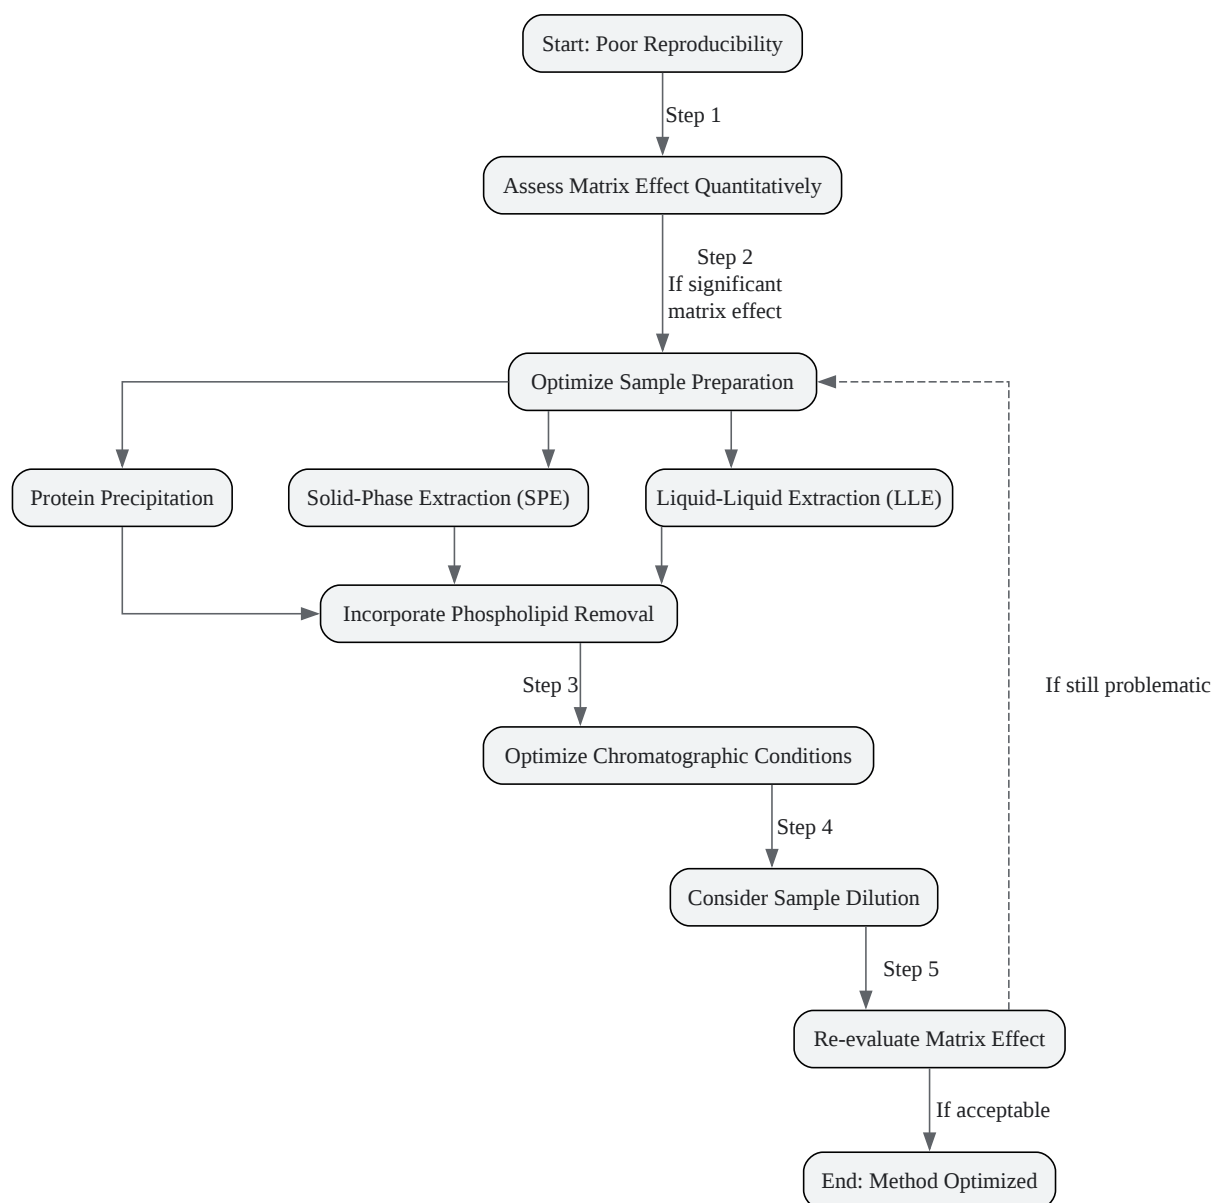 Start: Poor Reproducibility
Step 1
Assess Matrix Effect Quantitatively
Step 2
If significant
matrix effect
Optimize Sample Preparation
Protein Precipitation
Solid-Phase Extraction (SPE)
Liquid-Liquid Extraction (LLE)
Incorporate Phospholipid Removal
Step 3
If still problematic
Optimize Chromatographic Conditions
Step 4
Consider Sample Dilution
Step 5
Re-evaluate Matrix Effect
If acceptable
End: Method Optimized